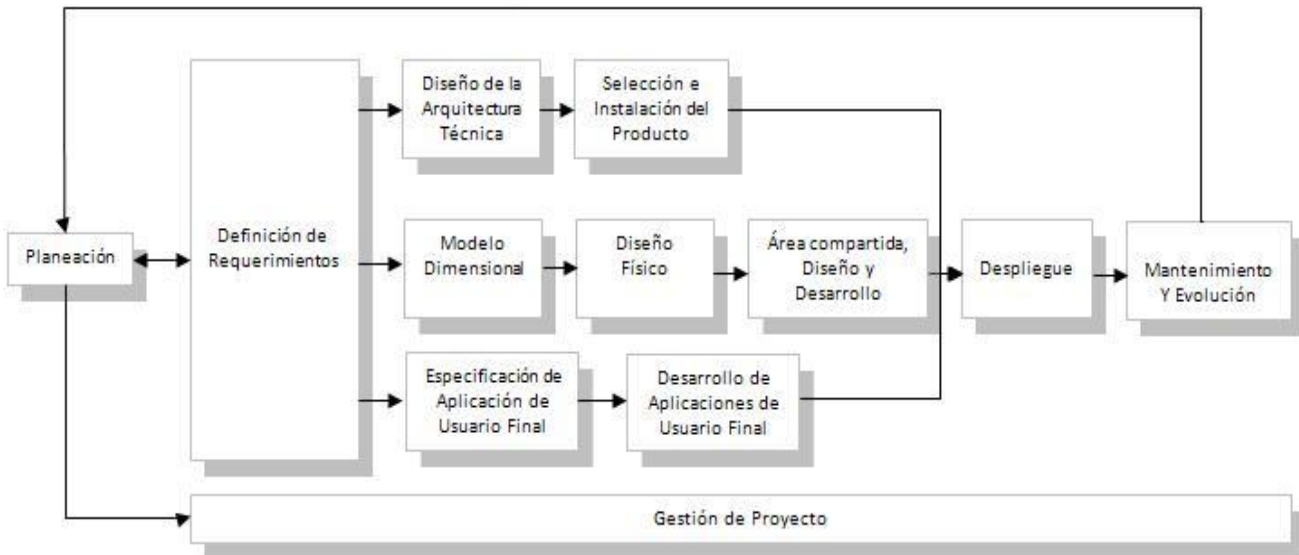 Diseño de la
Arquitectura
Técnica
Selección e
Instalación del
Producto
Planeación
Definición de
Requerimientos
Modelo
Dimensional
Diseño
Físico
Área compartida,
Diseño y
Desarrollo
Despliegue
Mantenimiento
Y Evolución
Especificación de
Aplicación de
Usuario Final
Desarrollo de
Aplicaciones de
Usuario Final
Gestión de Proyecto